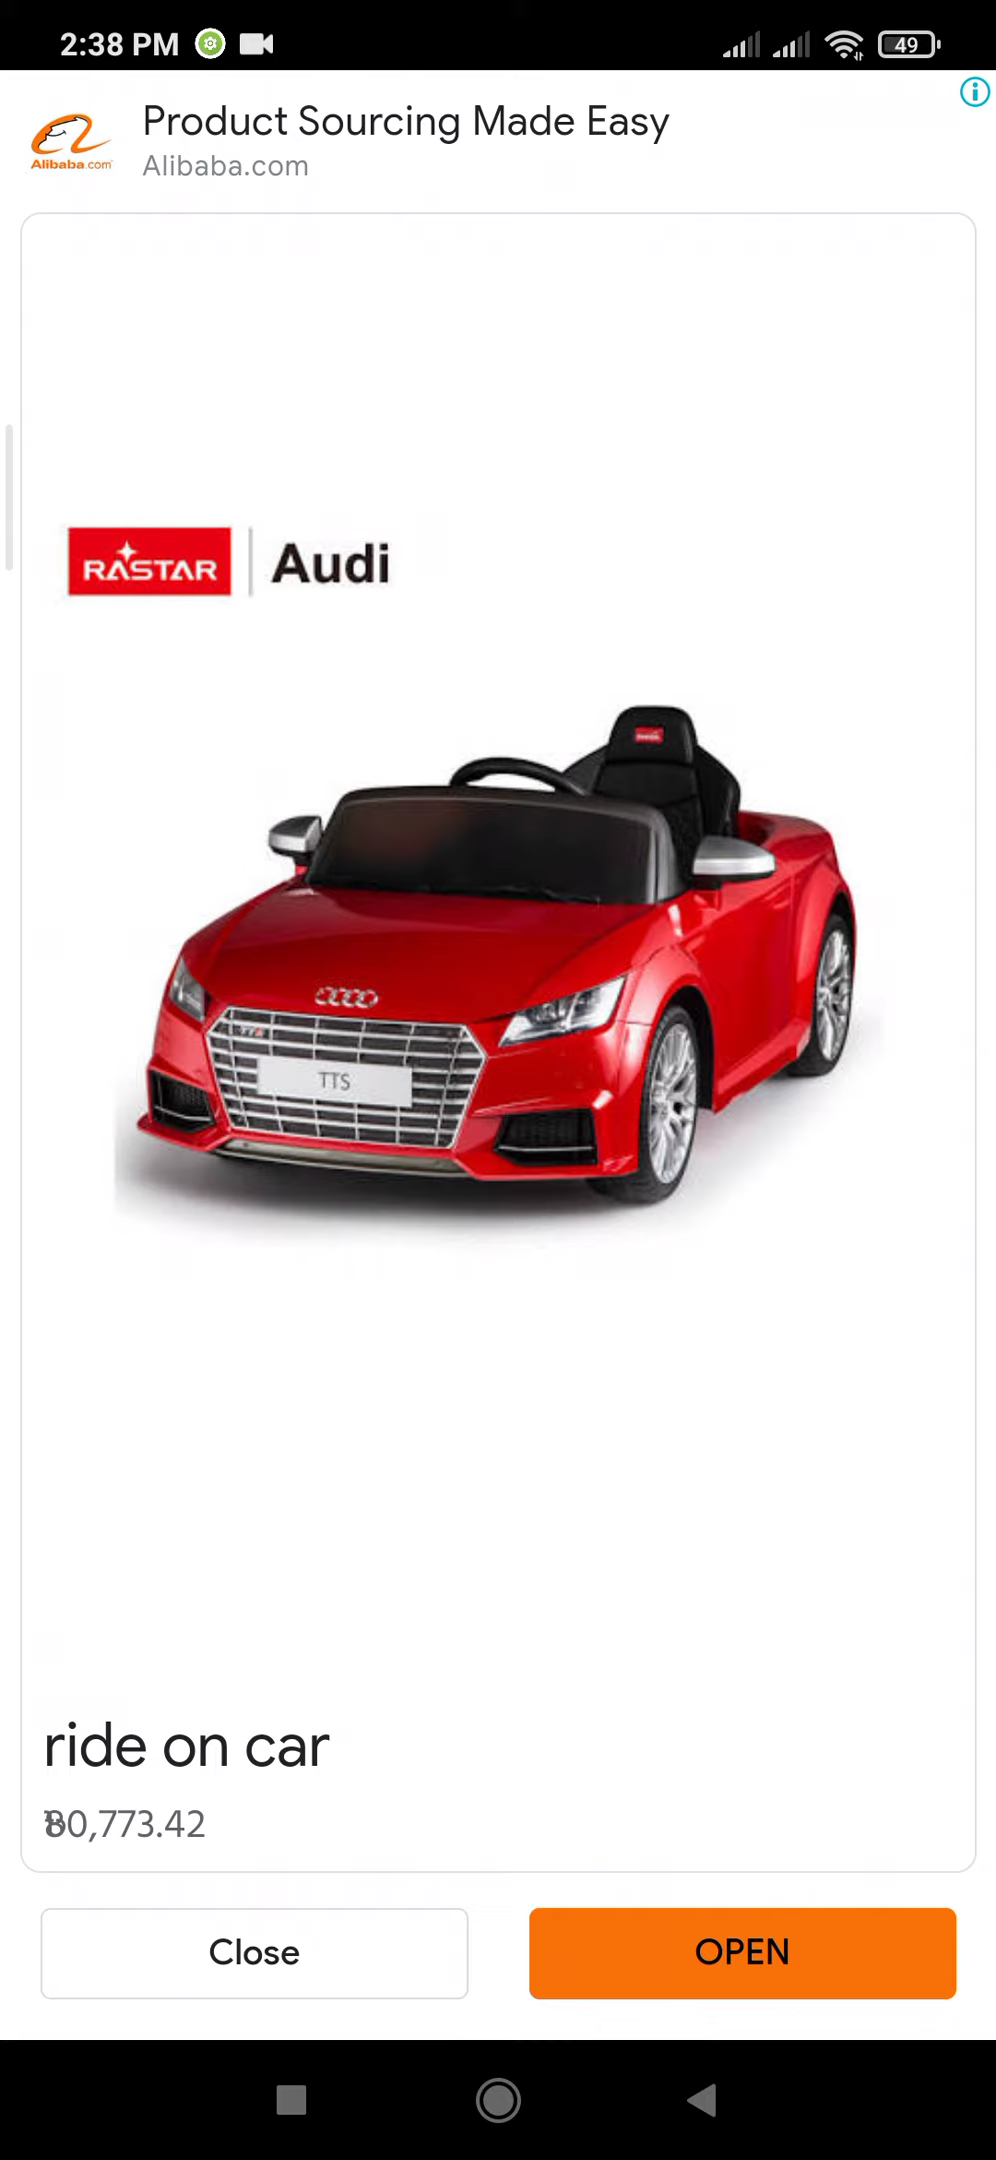 2:38 PM
49
Product Sourcing Made Easy
Alibaba.com
Alibaba.com
RASTAR | Audi
TTS
TTS
ride on car
0,773.42
Close
OPEN